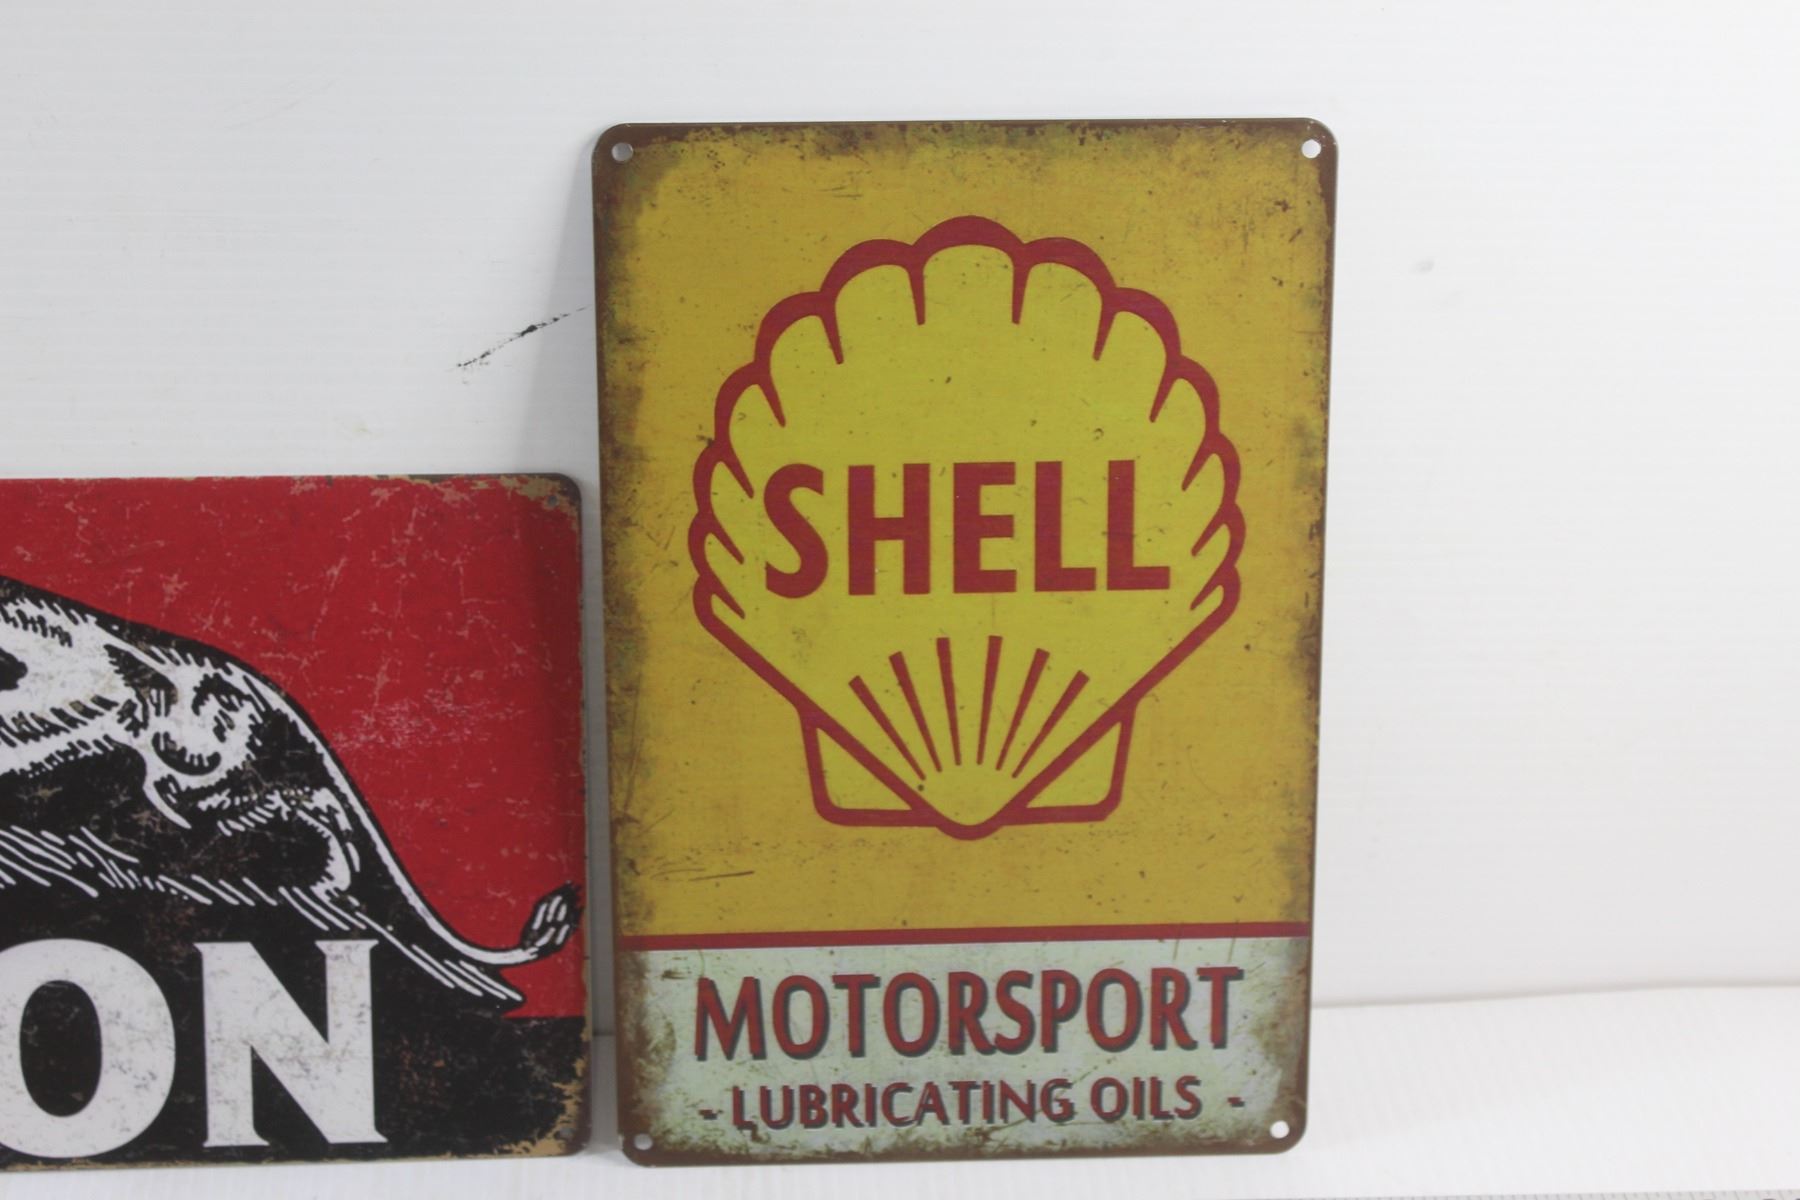 SHELL
MOTORSPORT
- LUBRICATING OILS -
ON